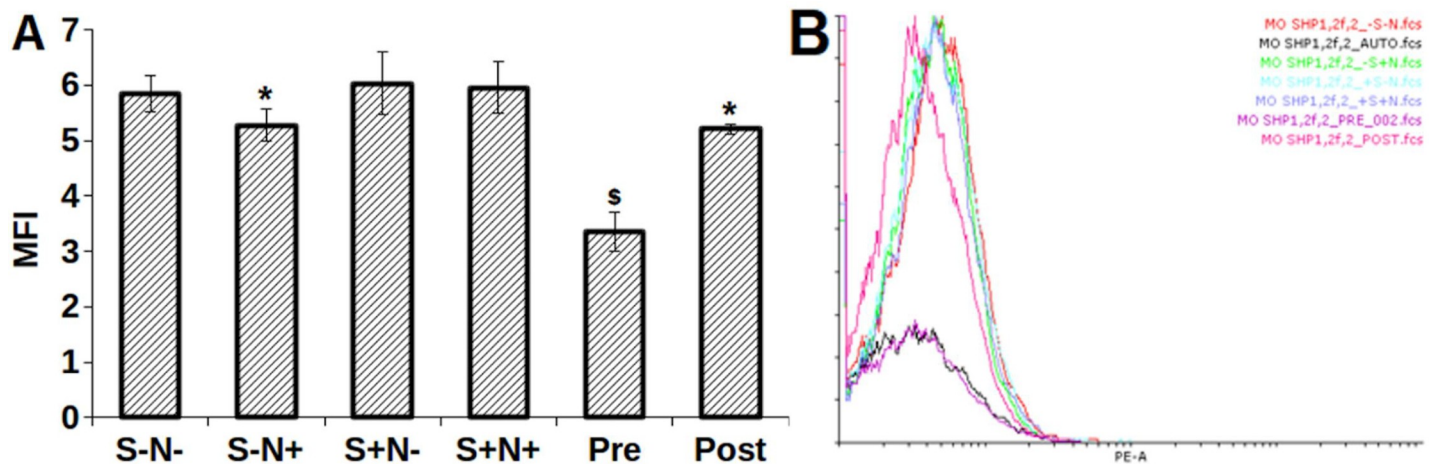 A
7
6
5
4
3
2
1
0
MFI
*
*
$
S-N-
S-N+
S+N-
S+N+
Pre
Post
B
MO SHP1,2f,2_-S-N.fcs
MO SHP1,2f,2_AUTO.fcs
MO SHP1,2f,2_-S+N.fcs
MO SHP1,2f,2_+S-N.fcs
MO SHP1,2f,2_+S+N.fcs
MO SHP1,2f,2_PRE_002.fcs
MO SHP1,2f,2_POST.fcs
PE-A